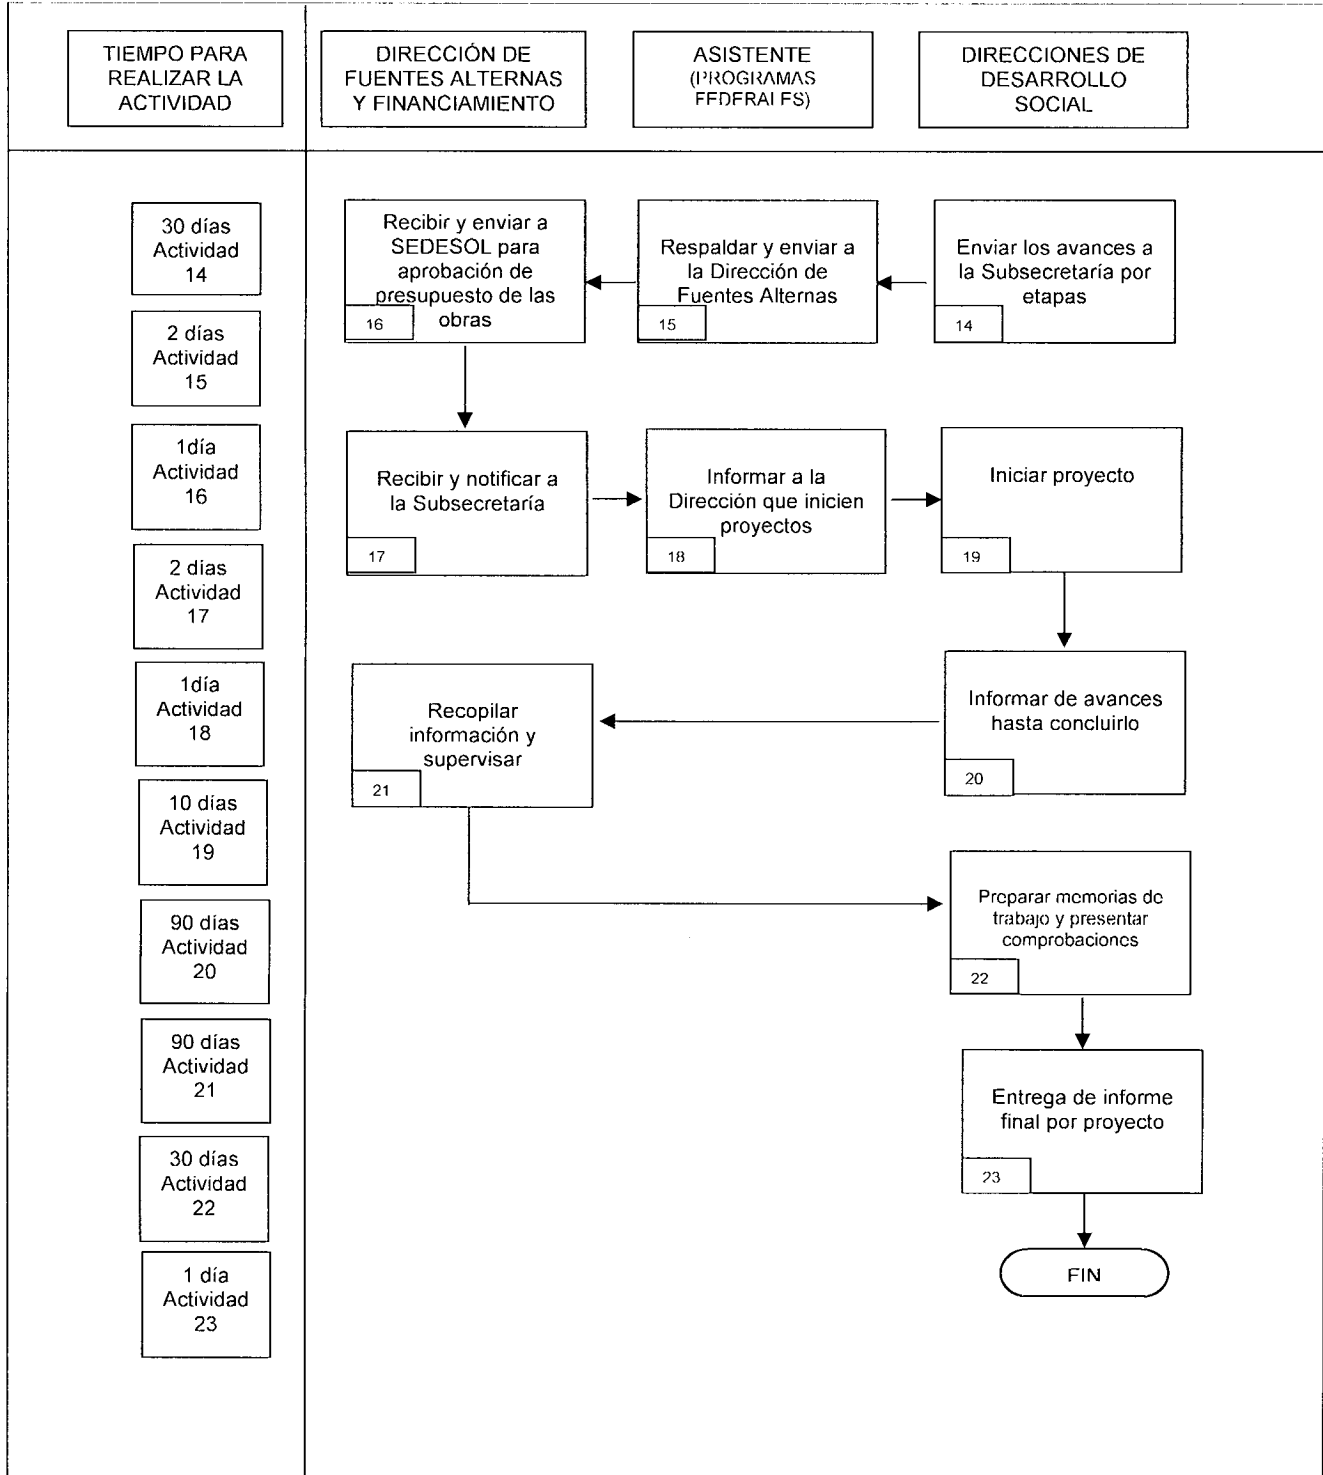 TIEMPO PARA
REALIZAR LA
ACTIVIDAD
DIRECCIÓN DE
FUENTES ALTERNAS
Y FINANCIAMIENTO
ASISTENTE
(PROGRAMAS
FEDERALES)
DIRECCIONES DE
DESARROLLO
SOCIAL
30 días
Actividad
14
2 días
Actividad
15
1día
Actividad
16
2 días
Actividad
17
1día
Actividad
18
10 días
Actividad
19
90 días
Actividad
20
90 días
Actividad
21
30 días
Actividad
22
1 día
Actividad
23
Recibir y enviar a
SEDESOL para
aprobación de
presupuesto de las
obras
16
Respaldar y enviar a
la Dirección de
Fuentes Alternas
15
Enviar los avances a
la Subsecretaría por
etapas
14
Recibir y notificar a
la Subsecretaría
17
Informar a la
Dirección que inicien
proyectos
18
Iniciar proyecto
19
Recopilar
información y
supervisar
21
Informar de avances
hasta concluirlo
20
Preparar memorias de
trabajo y presentar
comprobaciones
22
Entrega de informe
final por proyecto
23
FIN